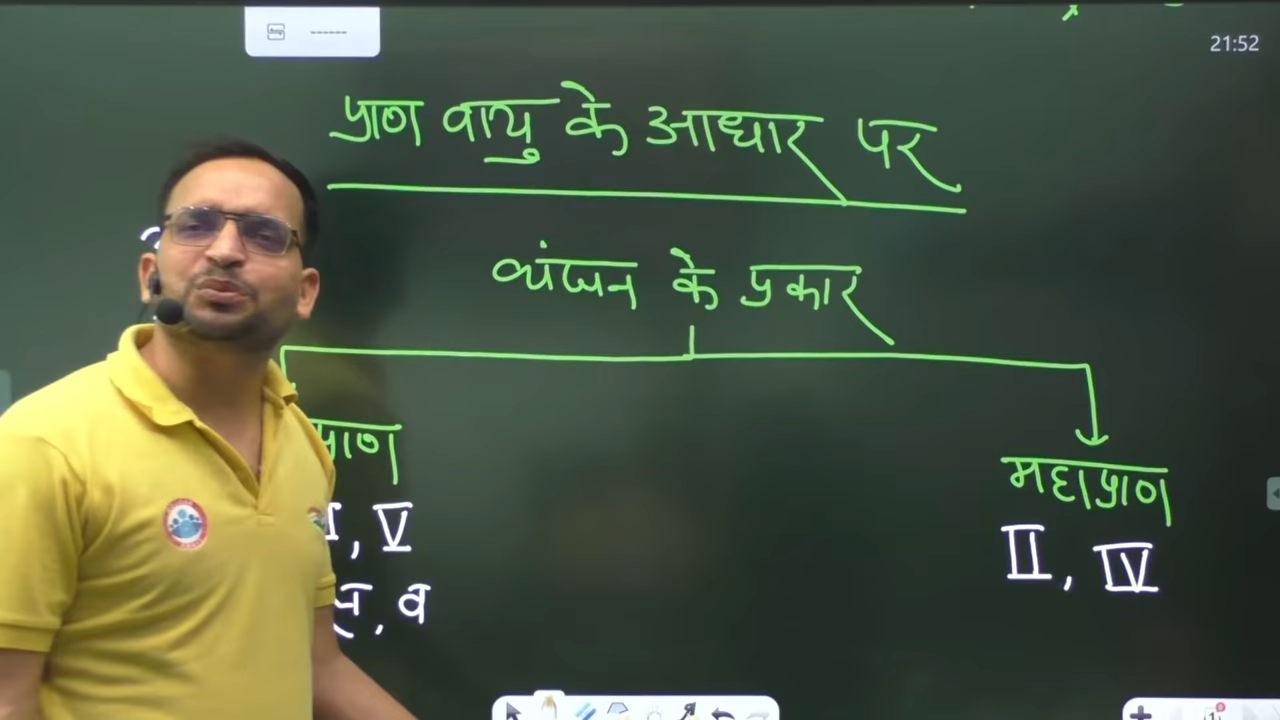 21:52
प्राण वायु के आधार पर
व्यंजन के प्रकार
प्राण
महाप्राण
I, V
II, IV
व